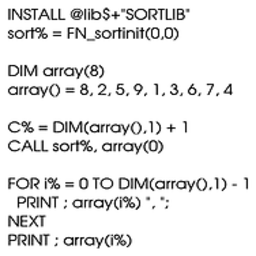 INSTALL @lib$+"SORTLIB"
sort% = FN_sortinit(0,0)
DIM array(8)
array() = 8, 2, 5, 9, 1, 3, 6, 7, 4
C% = DIM(array(),1) + 1
CALL sort%, array(0)
FOR i% = 0 TO DIM(array(),1) - 1
PRINT ; array(i%) ", ";
NEXT
PRINT ; array(i%)